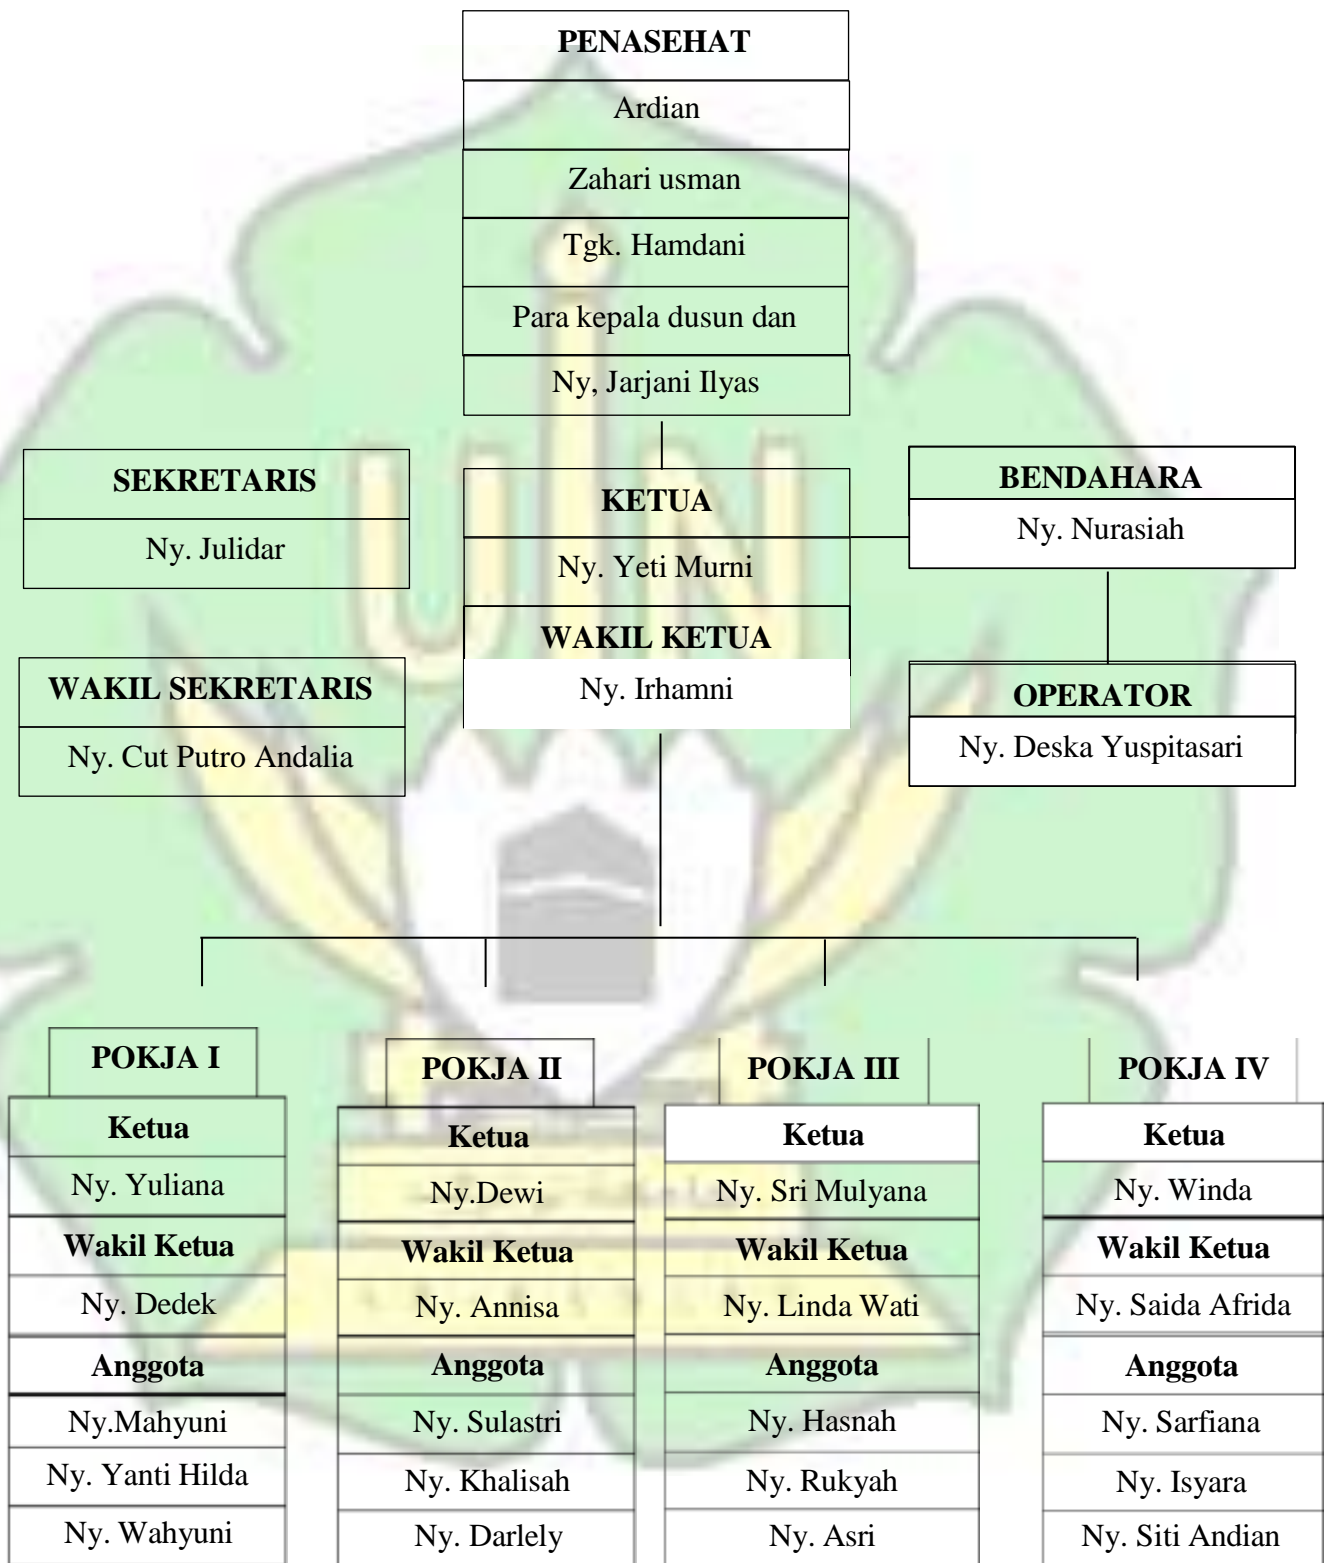 PENASEHAT
Ardian
Zahari usman
Tgk. Hamdani
Para kepala dusun dan
Ny, Jarjani Ilyas
SEKRETARIS
Ny. Julidar
WAKIL SEKRETARIS
Ny. Cut Putro Andalia
KETUA
Ny. Yeti Murni
WAKIL KETUA
Ny. Irhamni
BENDAHARA
Ny. Nurasiah
OPERATOR
Ny. Deska Yuspitasari
UIN
POKJA I
Ketua
Ny. Yuliana
Wakil Ketua
Ny. Dedek
Anggota
Ny.Mahyuni
Ny. Yanti Hilda
Ny. Wahyuni
POKJA II
Ketua
Ny.Dewi
Wakil Ketua
Ny. Annisa
Anggota
Ny. Sulastri
Ny. Khalisah
Ny. Darlely
POKJA III
Ketua
Ny. Sri Mulyana
Wakil Ketua
Ny. Linda Wati
Anggota
Ny. Hasnah
Ny. Rukyah
Ny. Asri
POKJA IV
Ketua
Ny. Winda
Wakil Ketua
Ny. Saida Afrida
Anggota
Ny. Sarfiana
Ny. Isyara
Ny. Siti Andian